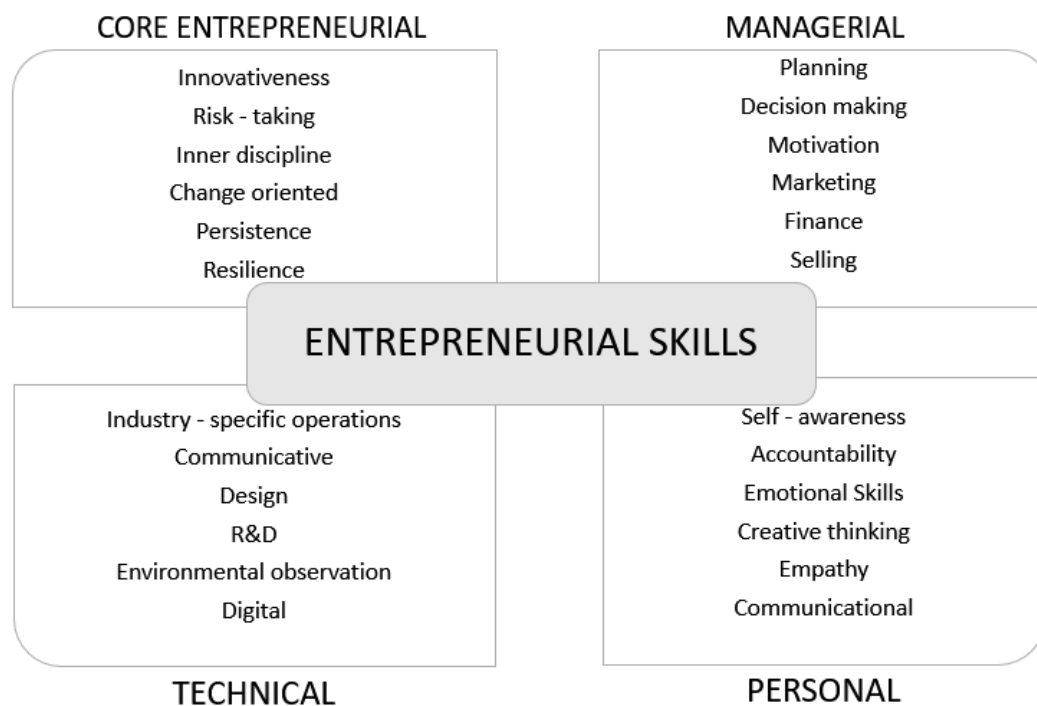 CORE ENTREPRENEURIAL
Innovativeness
Risk - taking
Inner discipline
Change oriented
Persistence
Resilience
MANAGERIAL
Planning
Decision making
Motivation
Marketing
Finance
Selling
ENTREPRENEURIAL SKILLS
Industry - specific operations
Communicative
Design
R&D
Environmental observation
Digital
TECHNICAL
Self - awareness
Accountability
Emotional Skills
Creative thinking
Empathy
Communicational
PERSONAL